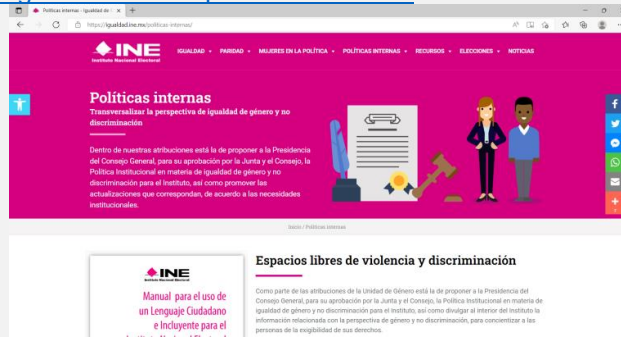 Políticas internas - Igualdad de G
https://igualdad.ine.mx/politicas-internas/
INE
Instituto Nacional Electoral
IGUALDAD PARIDAD MUJERES EN LA POLÍTICA POLÍTICAS INTERNAS RECURSOS ELECCIONES NOTICIAS
Políticas internas
Transversalizar la perspectiva de igualdad de género y no
discriminación
Dentro de nuestras atribuciones está la de proponer a la Presidencia
del Consejo General, para su aprobación por la Junta y el Consejo, la
Política Institucional en materia de igualdad de género y no
discriminación para el Instituto, así como promover las
actualizaciones que correspondan, de acuerdo a las necesidades
institucionales.
Inicio / Políticas internas
INE
Instituto Nacional Electoral
Manual para el uso de
un Lenguaje Ciudadano
e Incluyente para el
Instituto Nacional Electoral
Espacios libres de violencia y discriminación
Como parte de las atribuciones de la Unidad de Género está la de proponer a la Presidencia del
Consejo General, para su aprobación por la Junta y el Consejo, la Política Institucional en materia de
igualdad de género y no discriminación para el Instituto, así como divulgar al interior del Instituto la
información relacionada con la perspectiva de género y no discriminación, para concientizar a las
personas de la exigibilidad de sus derechos.